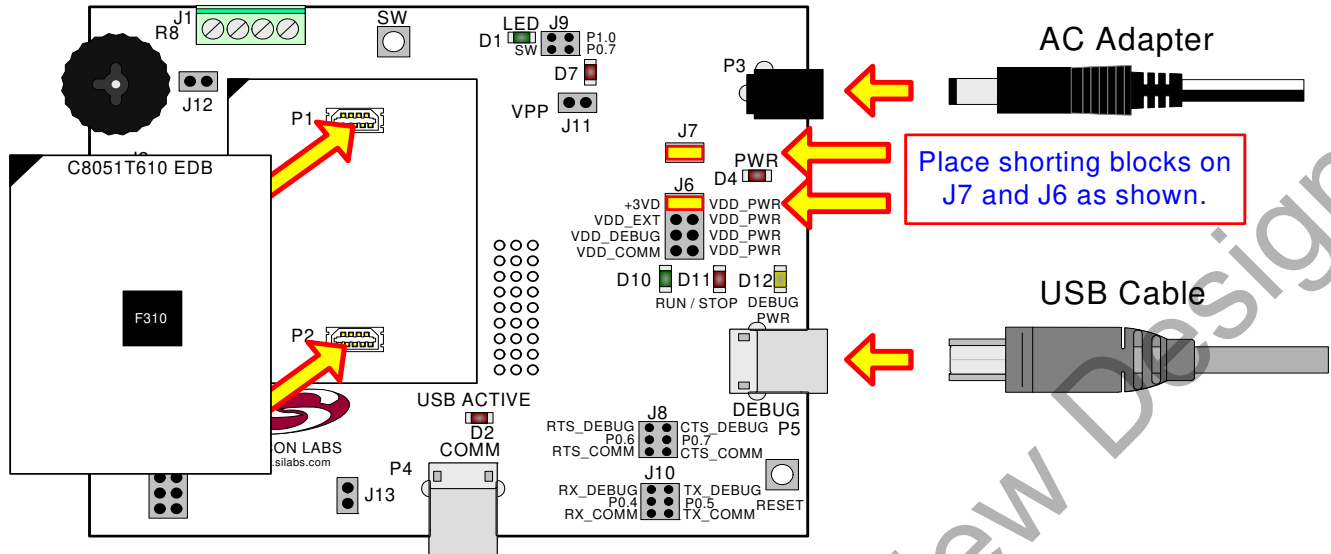 J1
R8
SW
LED
D1
SW
J9
P1.0
P0.7
D7
VPP
J11
J12
P3
AC Adapter
P1
J7
PWR
D4
Place shorting blocks on
J7 and J6 as shown.
C8051T610 EDB
J6
+3VD VDD_PWR
VDD_EXT VDD_PWR
VDD_DEBUG VDD_PWR
VDD_COMM VDD_PWR
D10 D11 D12
RUN / STOP DEBUG
PWR
USB Cable
F310
P2
USB ACTIVE
D2
COMM
P4
ON LABS
silabs.com
J13
DEBUG
P5
J8
RTS_DEBUG CTS_DEBUG
P0.6 P0.7
RTS_COMM CTS_COMM
J10
RX_DEBUG TX_DEBUG
P0.4 P0.5
RX_COMM TX_COMM
RESET
ew Design